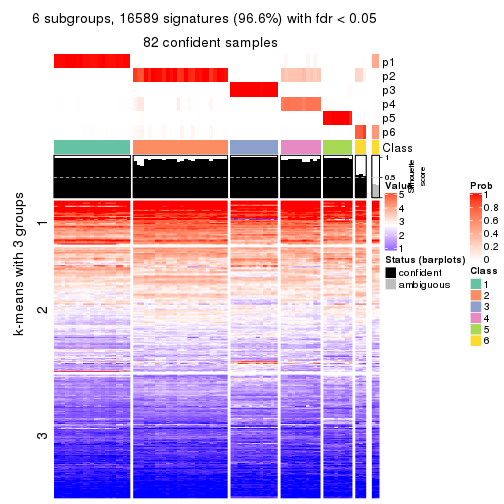 6 subgroups, 16589 signatures (96.6%) with fdr < 0.05
82 confident samples
p1
p2
p3
p4
p5
p6
Class
1
0.5
0
Silhouette
score
k-means with 3 groups
1
2
3
Value
5
4
3
2
1
Status (barplots)
confident
ambiguous
Prob
1
0.8
0.6
0.4
0.2
0
Class
1
2
3
4
5
6